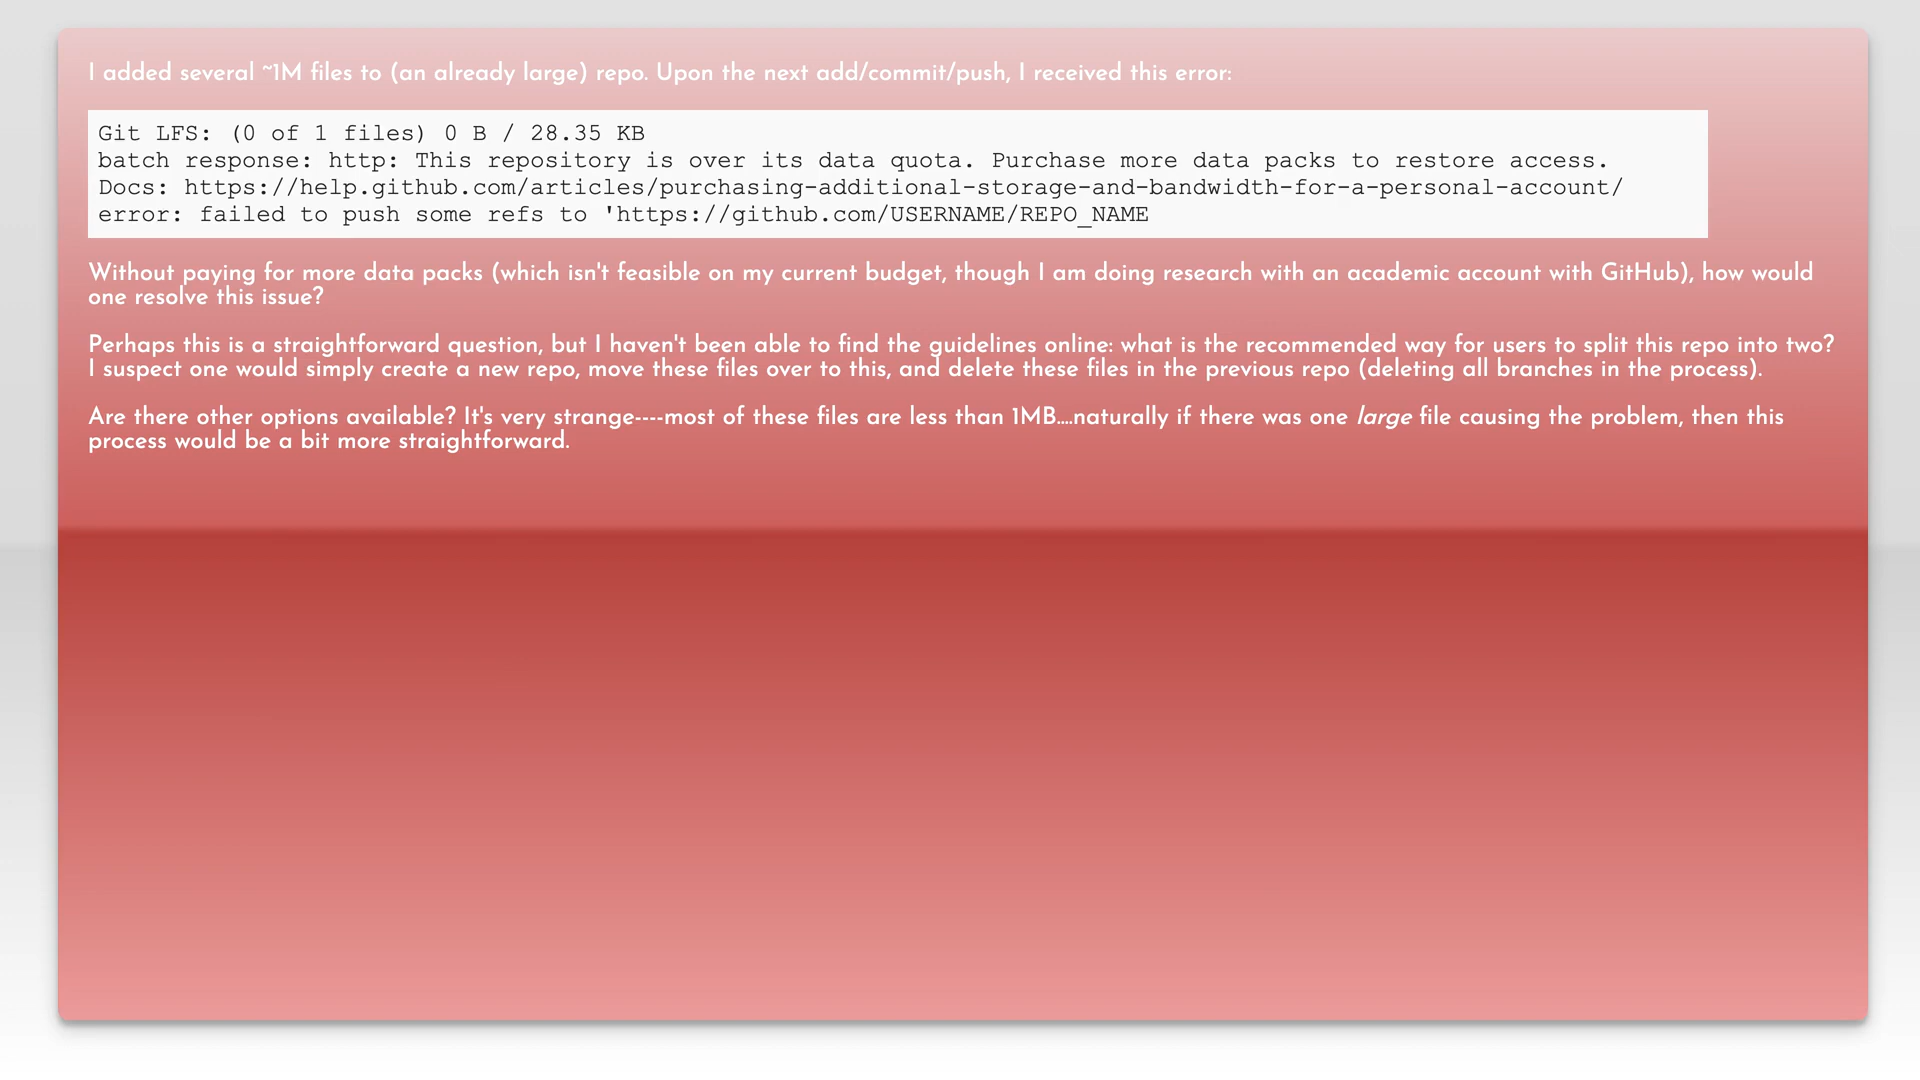 I added several ~1M files to (an already large) repo. Upon the next add/commit/push, I received this error:
Git LFS: (0 of 1 files) 0 B / 28.35 KB
batch response: http: This repository is over its data quota. Purchase more data packs to restore access.
Docs: https://help.github.com/articles/purchasing-additional-storage-and-bandwidth-for-a-personal-account/
error: failed to push some refs to 'https://github.com/USERNAME/REPO_NAME
Without paying for more data packs (which isn't feasible on my current budget, though I am doing research with an academic account with GitHub), how would
one resolve this issue?
Perhaps this is a straightforward question, but I haven't been able to find the guidelines online: what is the recommended way for users to split this repo into two?
I suspect one would simply create a new repo, move these files over to this, and delete these files in the previous repo (deleting all branches in the process).
Are there other options available? It's very strange----most of these files are less than 1MB....naturally if there was one large file causing the problem, then this
process would be a bit more straightforward.